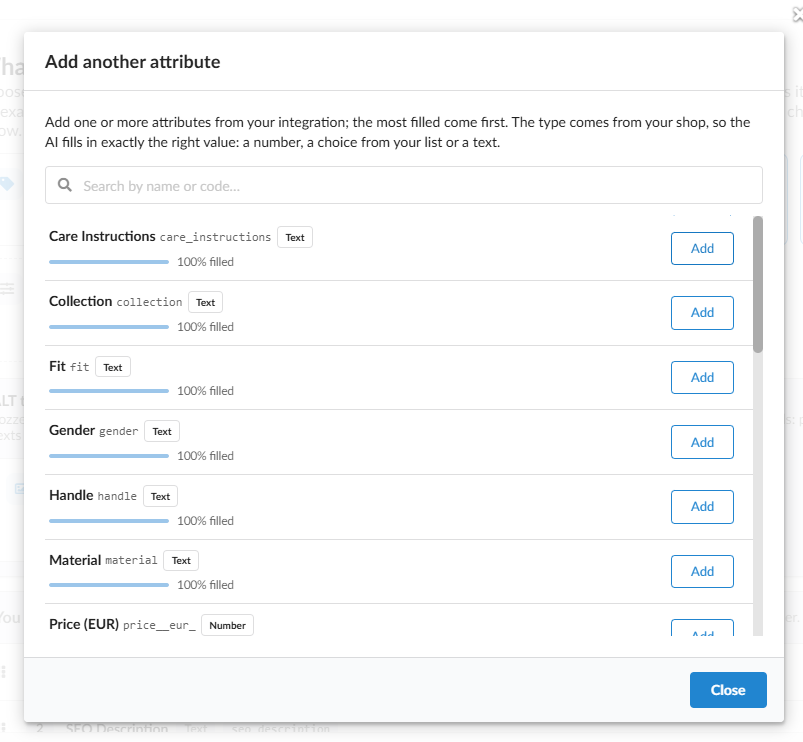 Add another attribute
Add one or more attributes from your integration; the most filled come first. The type comes from your shop, so the
AI fills in exactly the right value: a number, a choice from your list or a text.
Search by name or code...
Care Instructions care_instructions Text
100% filled
Add
Collection collection Text
100% filled
Add
Fit fit Text
100% filled
Add
Gender gender Text
100% filled
Add
Handle handle Text
100% filled
Add
Material material Text
100% filled
Add
Price (EUR) price__eur_ Number
Add
Close
2 SEO Description Text seo_description